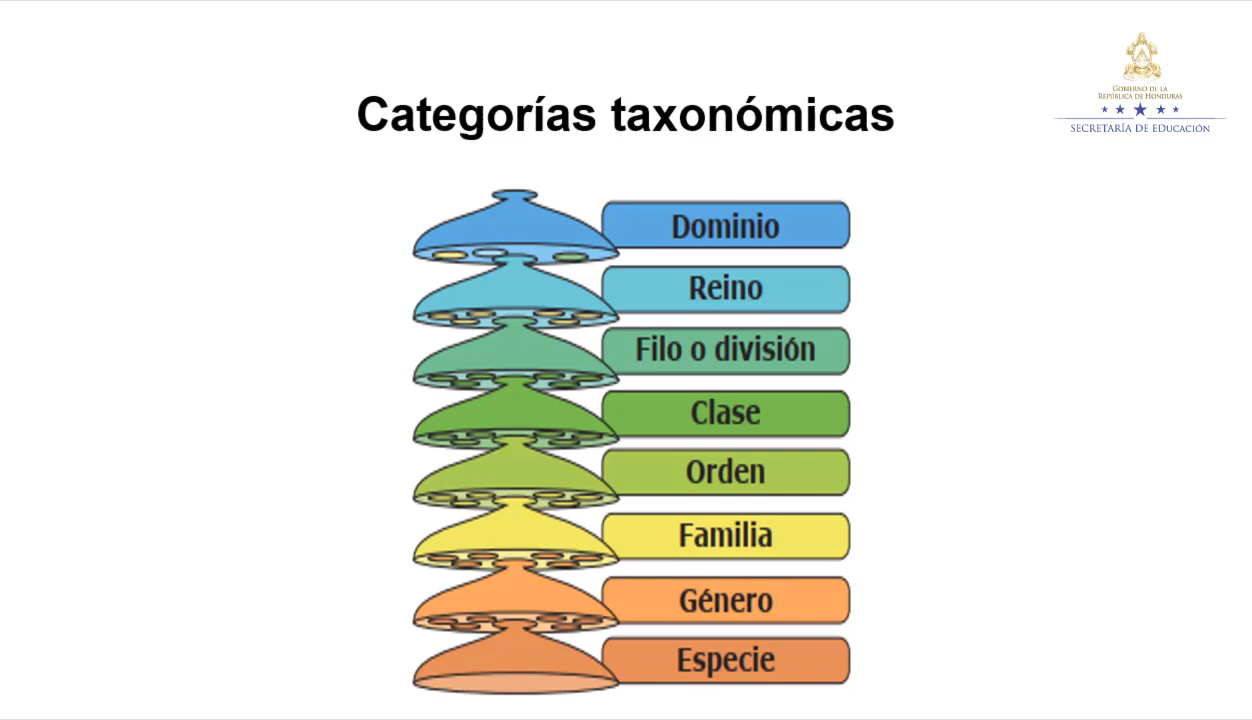 Categorías taxonómicas
GOBIERNO DE LA
REPÚBLICA DE HONDURAS
SECRETARÍA DE EDUCACIÓN
Dominio
Reino
Filo o división
Clase
Orden
Familia
Género
Especie